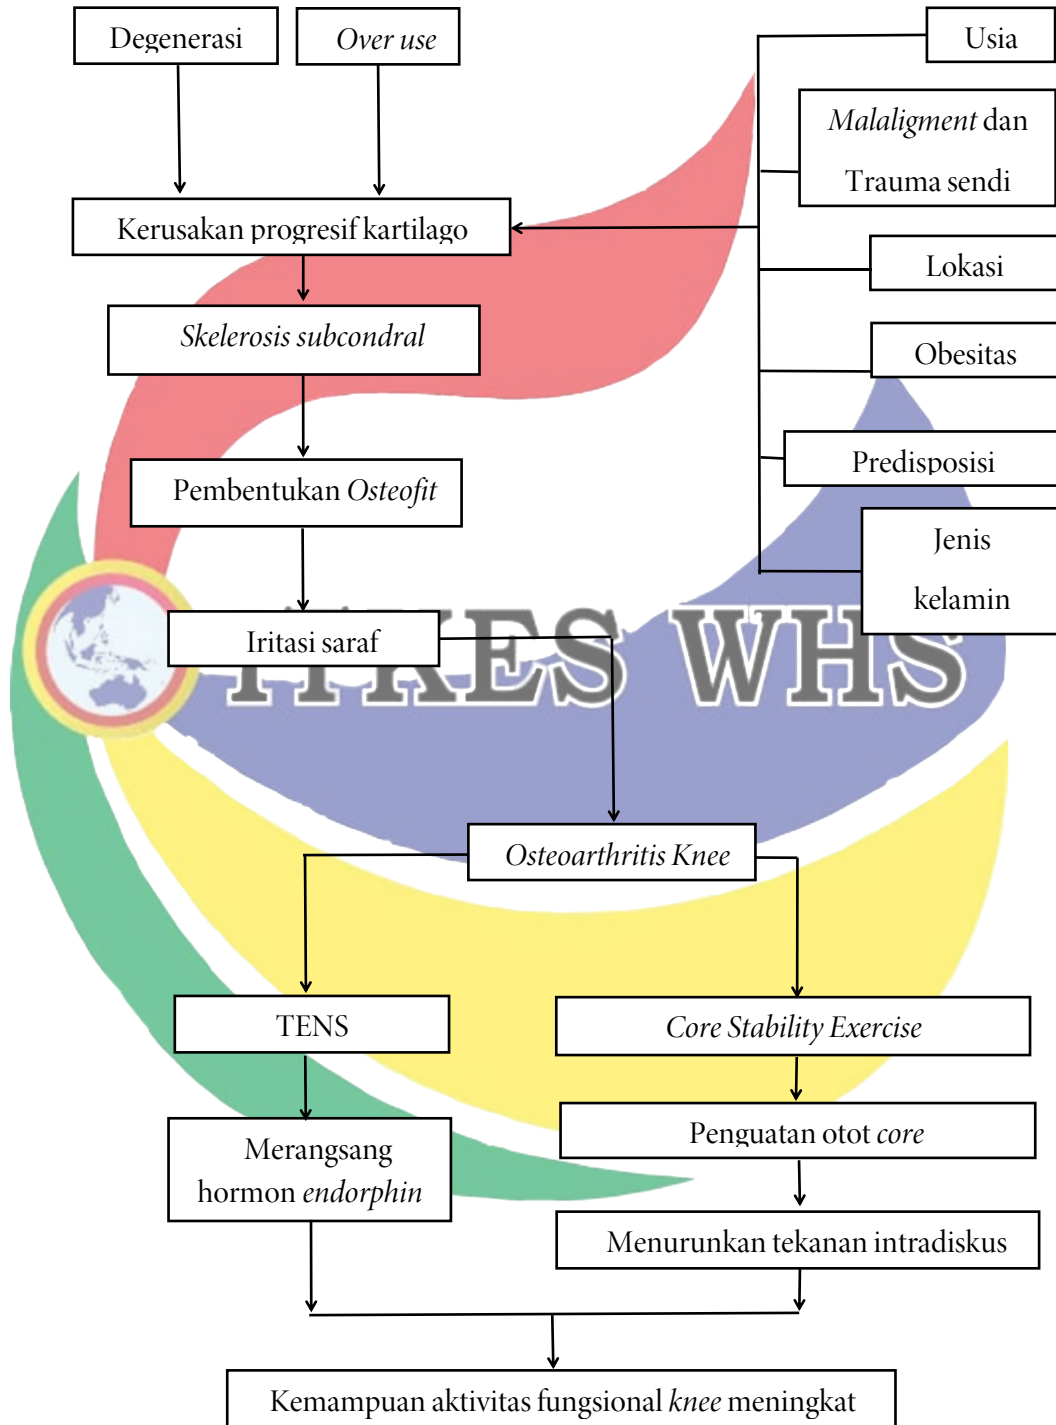 Degenerasi
Over use
Usia
Malaligment dan
Trauma sendi
Kerusakan progresif kartilago
Lokasi
Skelerosis subcondral
Obesitas
Predisposisi
Pembentukan Osteofit
Jenis
kelamin
Iritasi saraf
ITKES WHS
Osteoarthritis Knee
TENS
Core Stability Exercise
Merangsang
hormon endorphin
Penguatan otot core
Menurunkan tekanan intradiskus
Kemampuan aktivitas fungsional knee meningkat